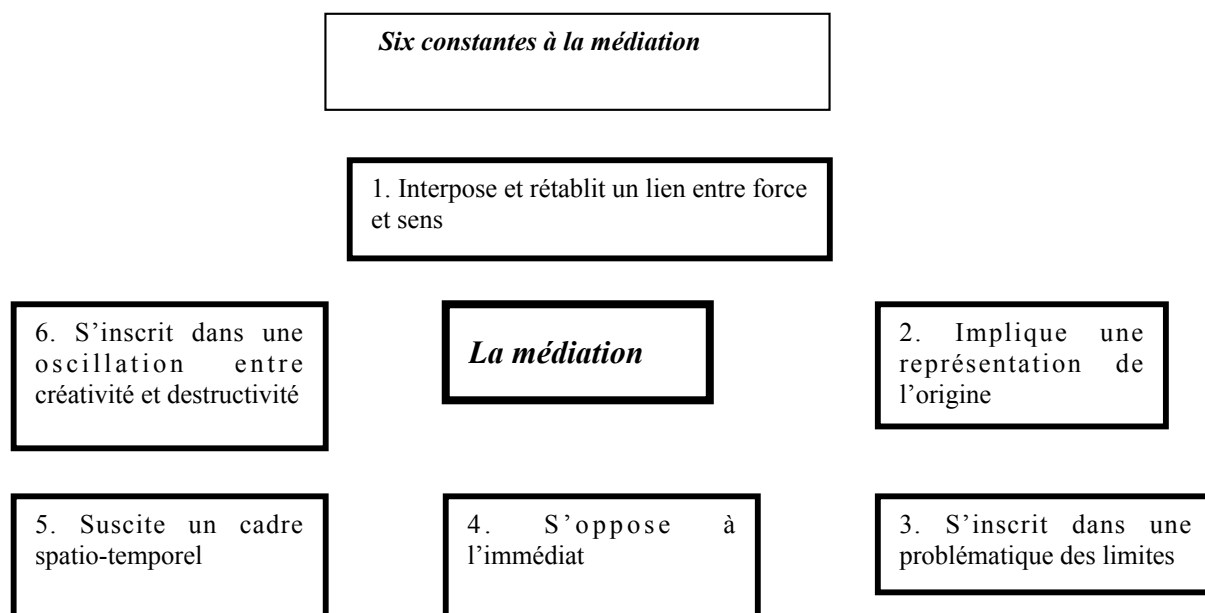 Six constantes à la médiation
1. Interpose et rétablit un lien entre force
et sens
6. S’inscrit dans une
oscillation entre
créativité et destructivité
La médiation
2. Implique une
représentation de
l’origine
5. Suscite un cadre
spatio-temporel
4. S’oppose à
l’immédiat
3. S’inscrit dans une
problématique des limites